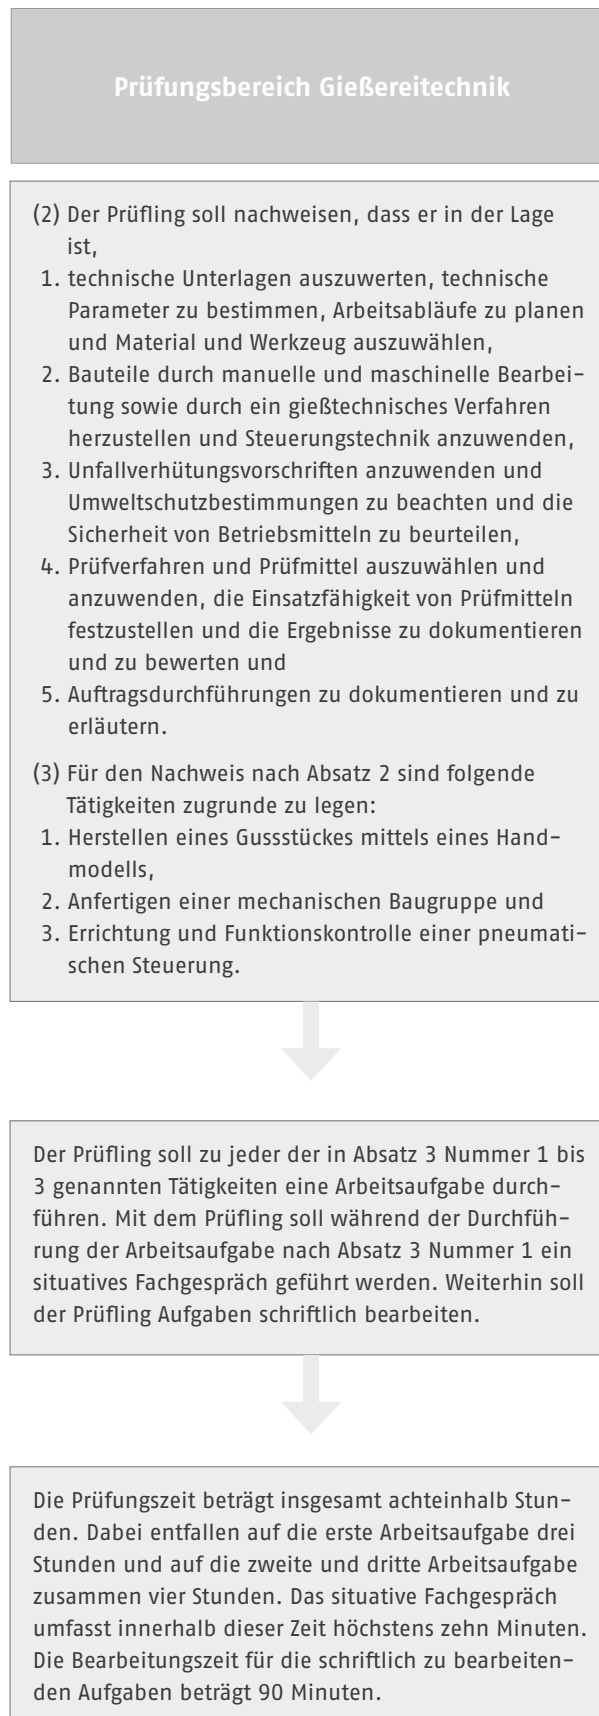 Prüfungsbereich Gießereitechnik
(2) Der Prüfling soll nachweisen, dass er in der Lage
ist,
1. technische Unterlagen auszuwerten, technische
Parameter zu bestimmen, Arbeitsabläufe zu planen
und Material und Werkzeug auszuwählen,
2. Bauteile durch manuelle und maschinelle Bearbei-
tung sowie durch ein gießtechnisches Verfahren
herzustellen und Steuerungstechnik anzuwenden,
3. Unfallverhütungsvorschriften anzuwenden und
Umweltschutzbestimmungen zu beachten und die
Sicherheit von Betriebsmitteln zu beurteilen,
4. Prüfverfahren und Prüfmittel auszuwählen und
anzuwenden, die Einsatzfähigkeit von Prüfmitteln
festzustellen und die Ergebnisse zu dokumentieren
und zu bewerten und
5. Auftragsdurchführungen zu dokumentieren und zu
erläutern.
(3) Für den Nachweis nach Absatz 2 sind folgende
Tätigkeiten zugrunde zu legen:
1. Herstellen eines Gussstückes mittels eines Hand-
modells,
2. Anfertigen einer mechanischen Baugruppe und
3. Errichtung und Funktionskontrolle einer pneumati-
schen Steuerung.
Der Prüfling soll zu jeder der in Absatz 3 Nummer 1 bis
3 genannten Tätigkeiten eine Arbeitsaufgabe durch-
führen. Mit dem Prüfling soll während der Durchfüh-
rung der Arbeitsaufgabe nach Absatz 3 Nummer 1 ein
situatives Fachgespräch geführt werden. Weiterhin soll
der Prüfling Aufgaben schriftlich bearbeiten.
Die Prüfungszeit beträgt insgesamt achteinhalb Stun-
den. Dabei entfallen auf die erste Arbeitsaufgabe drei
Stunden und auf die zweite und dritte Arbeitsaufgabe
zusammen vier Stunden. Das situative Fachgespräch
umfasst innerhalb dieser Zeit höchstens zehn Minuten.
Die Bearbeitungszeit für die schriftlich zu bearbeiten-
den Aufgaben beträgt 90 Minuten.